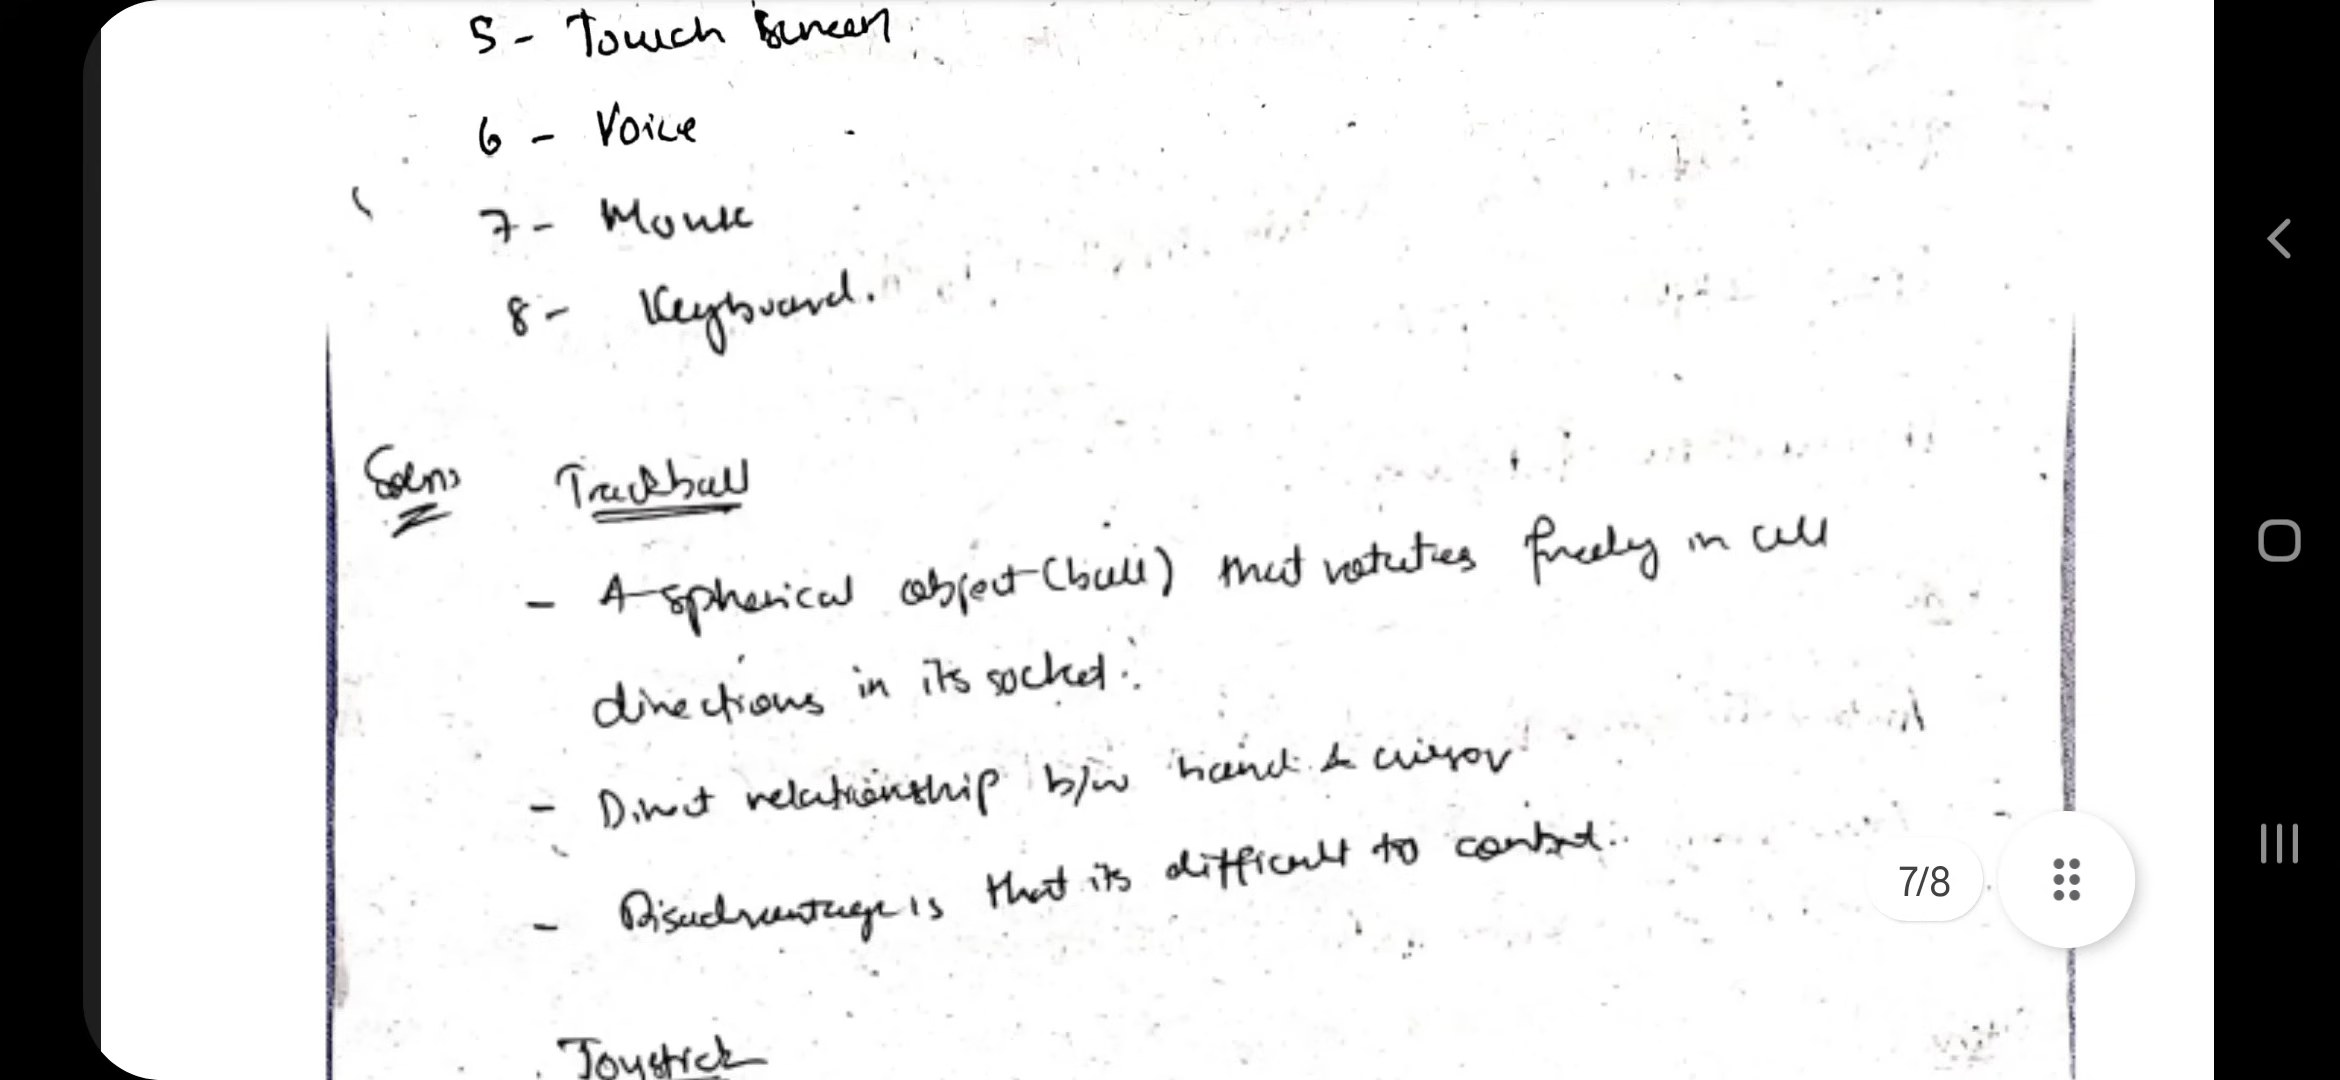 5 - Touch Screen
6 - Voice
7 - Mouse
8 - Keyboard.
Solns Trackball
- A spherical object (ball) that rotates freely in all
directions in its socket.
- Direct relationship b/w hand & cursor
- Disadvantage is that its difficult to control.
7/8
Joystick